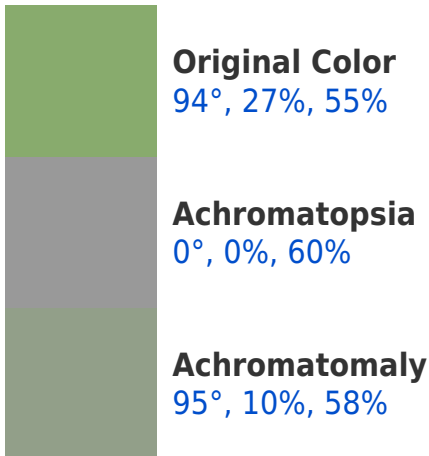 Original Color
94°, 27%, 55%
Achromatopsia
0°, 0%, 60%
Achromatomaly
95°, 10%, 58%